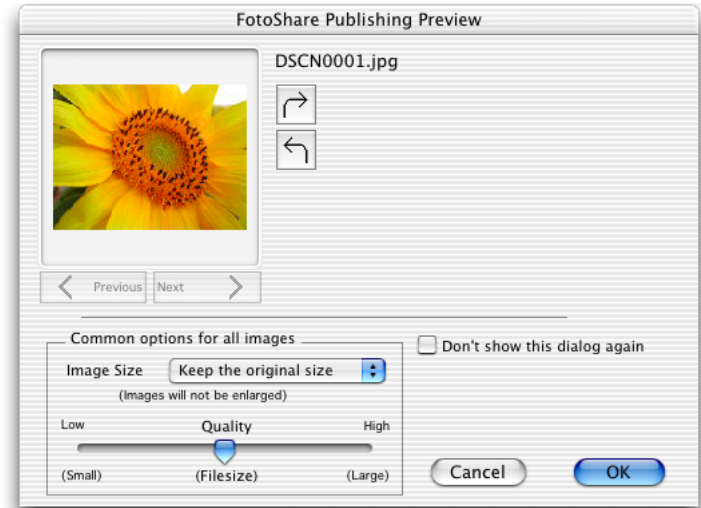 FotoShare Publishing Preview
DSCN0001.jpg
Previous
Next
Common options for all images
Image Size
Keep the original size
(Images will not be enlarged)
Low Quality High
(Small) (Filesize) (Large)
Don't show this dialog again
Cancel
OK